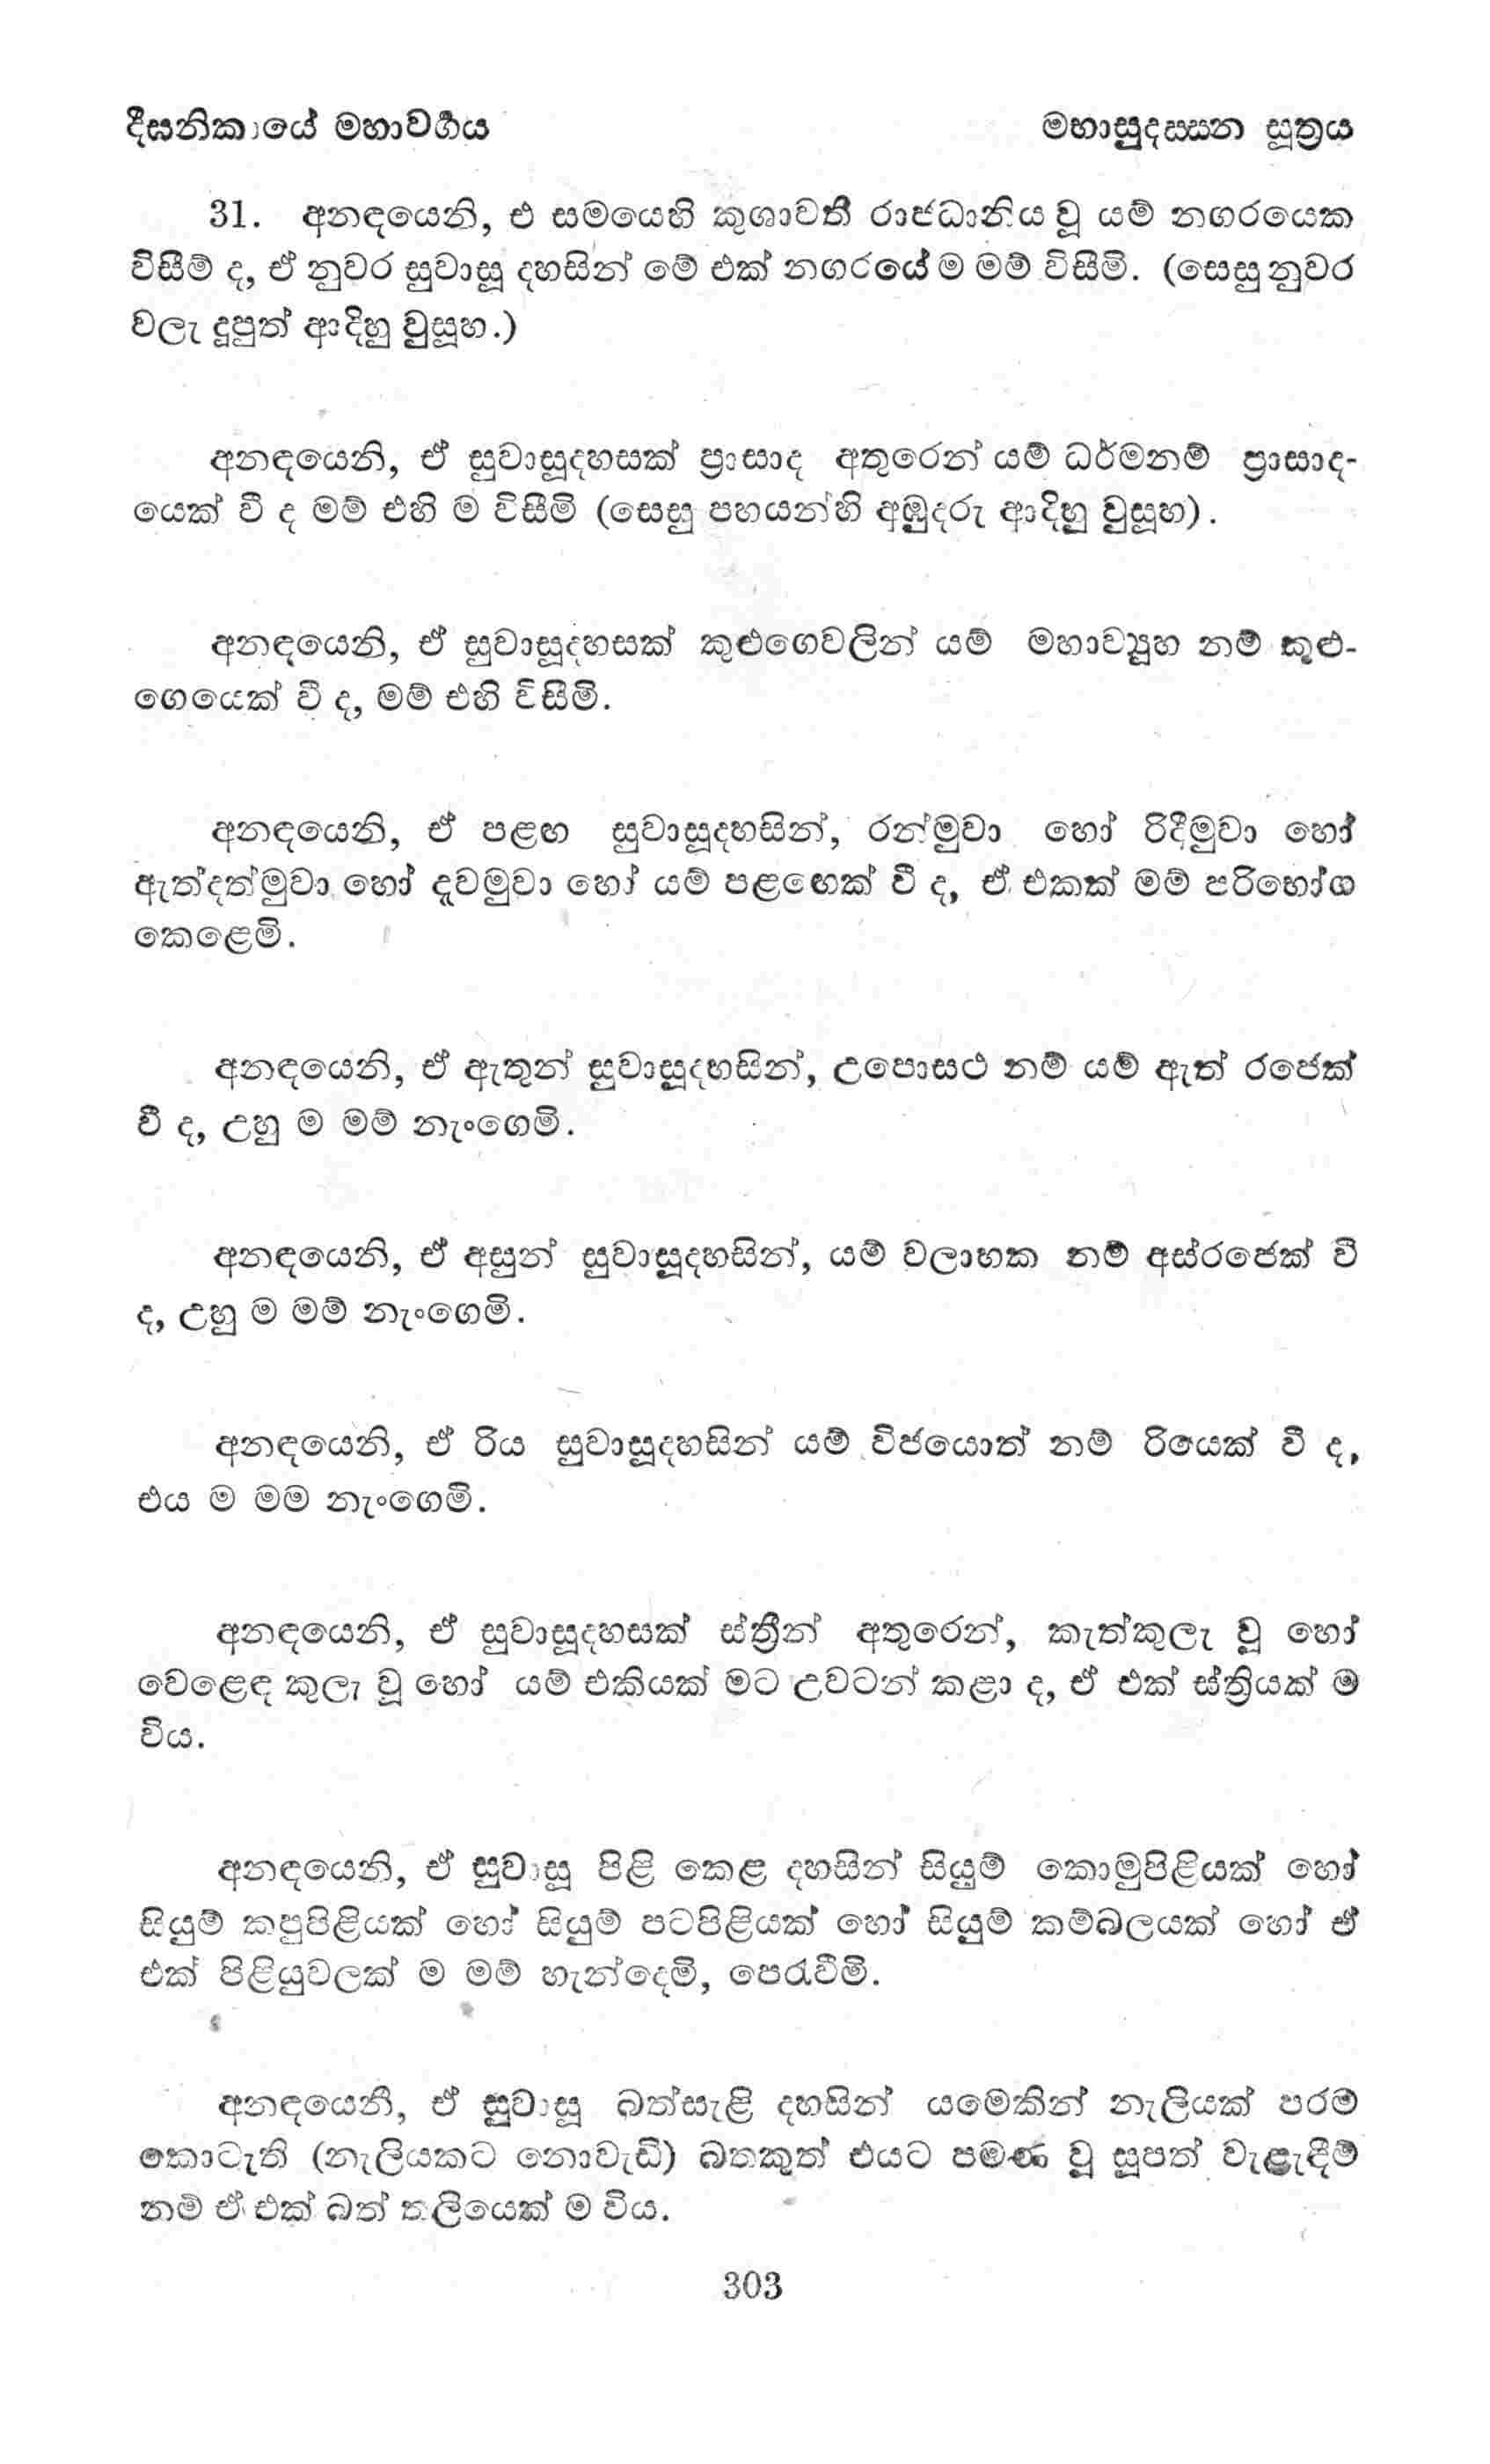 දීඝනිකායේ මහාවර්‍ගය මහාසුදස්සන සූත්‍රය
31. අනඳයෙනි, එ සමයෙහි කුශාවතී රාජධානිය වූ යම් නගරයෙක
විසීම් ද, ඒ නුවර සුවාසූ දහසින් මේ එක් නගරයේ ම මම් විසීමි. (සෙසු නුවර
වලැ දූපුත් ආදිහු වුසූහ.)
අනඳයෙනි, ඒ සුවාසූදහසක් ප්‍රාසාද අතුරෙන් යම් ධර්මනම් ප්‍රාසාද-
යෙක් වී ද මම් එහි ම විසීමි (සෙසු පහයන්හි අඹුදරු ආදිහු වුසූහ).
අනඳයෙනි, ඒ සුවාසූදහසක් කුළුගෙවලින් යම් මහාව්‍යූහ නම් කුළු-
ගෙයෙක් වී ද, මම් එහි විසීමි.
අනඳයෙනි, ඒ පළඟ සුවාසූදහසින්, රන්මුවා හෝ රිදීමුවා හෝ
ඇත්දත්මුවා හෝ දැවමුවා හෝ යම් පළඟෙක් වී ද, ඒ එකක් මම් පරිභෝග
කෙළෙමි.
අනඳයෙනි, ඒ ඇතුන් සුවාසූදහසින්, උපොසථ නම් යම් ඇත් රජෙක්
වී ද, උහු ම මම් නැංගෙමි.
අනඳයෙනි, ඒ අසුන් සුවාසූදහසින්, යම් වලාහක නම් අස්රජෙක් වී
ද, උහු ම මම් නැංගෙමි.
අනඳයෙනි, ඒ රිය සුවාසූදහසින් යම් විජයොත් නම් රියෙක් වී ද,
එය ම මම නැංගෙමි.
අනඳයෙනි, ඒ සුවාසූදහසක් ස්ත්‍රීන් අතුරෙන්, කැත්කුලැ වූ හෝ
වෙළෙඳ කුලැ වූ හෝ යම් එකියක් මට උවටන් කළා ද, ඒ එක් ස්ත්‍රියක් ම
විය.
අනඳයෙනි, ඒ සුවාසූ පිළි කෙළ දහසින් සියුම් කොමුපිළියක් හෝ
සියුම් කපුපිළියක් හෝ සියුම් පටපිළියක් හෝ සියුම් කම්බලයක් හෝ ඒ
එක් පිළියුවලක් ම මම් හැන්දෙමි, පෙරැවීමි.
අනඳයෙනී, ඒ සුවාසූ බත්සැළි දහසින් යමෙකින් නැලියක් පරම
කොටැති (නැලියකට නොවැඩි) බතකුත් එයට පමණ වූ සූපත් වැළැඳීම්
නම් ඒ එක් බත් තලියෙක් ම විය.
303